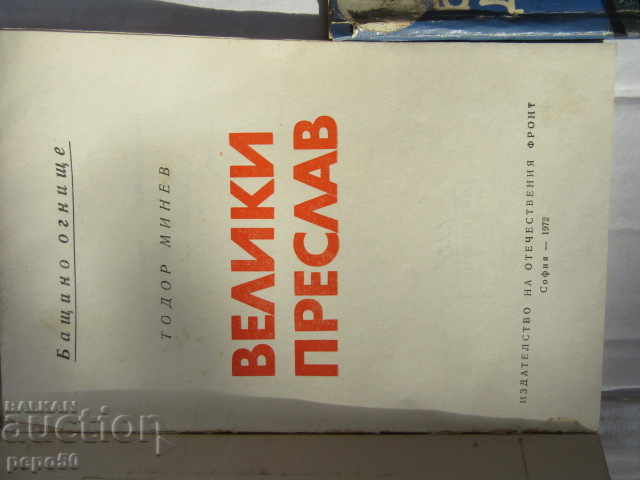 Бащино огнище
ТОДОР МИНЕВ
ВЕЛИКИ
ПРЕСЛАВ
ИЗДАТЕЛСТВО НА ОТЕЧЕСТВЕНИЯ ФРОНТ
София — 1972
BALKAN
auction
pepo50